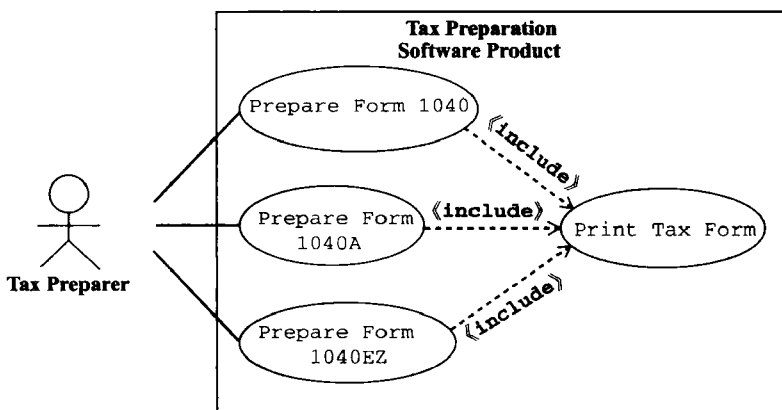 Tax Preparation
Software Product
Prepare Form 1040
《include》
Prepare Form
1040A
《include》
Print Tax Form
Tax Preparer
Prepare Form
1040EZ
《include》